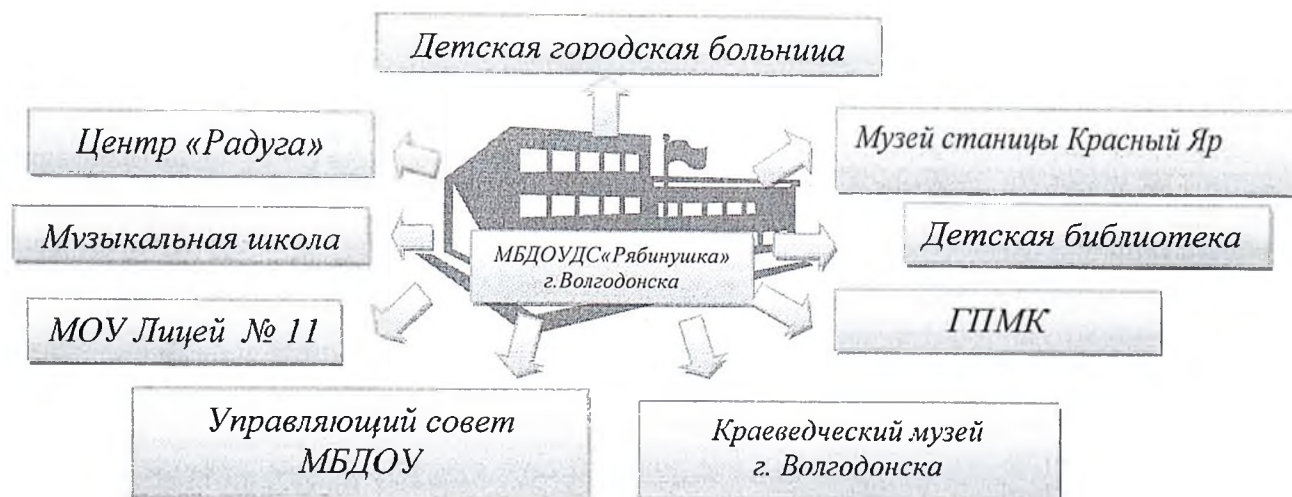 Детская городская больница
Центр «Радуга»
Музей станицы Красный Яр
Музыкальная школа
Детская библиотека
МБДОУДС«Рябинушка»
г.Волгодонска
МОУ Лицей № 11
ГПМК
Управляющий совет
МБДОУ
Краеведческий музей
г. Волгодонска